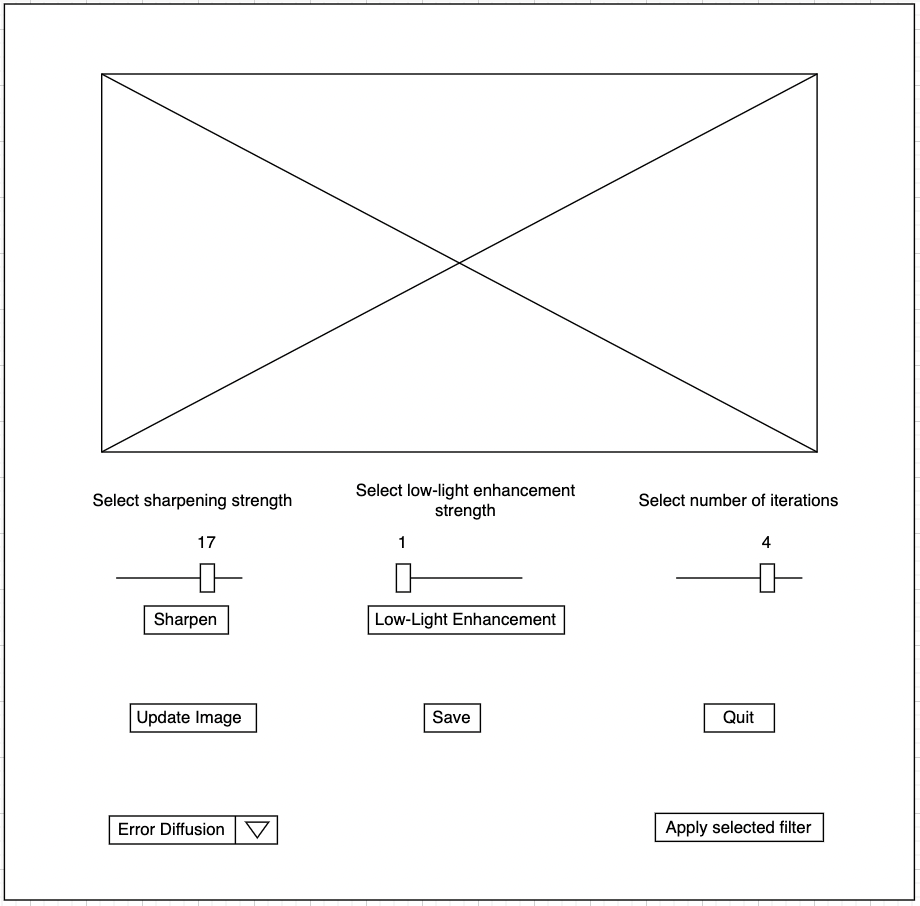 Select sharpening strength
Select low-light enhancement
strength
Select number of iterations
17
1
4
Sharpen
Low-Light Enhancement
Update Image
Save
Quit
Error Diffusion
Apply selected filter